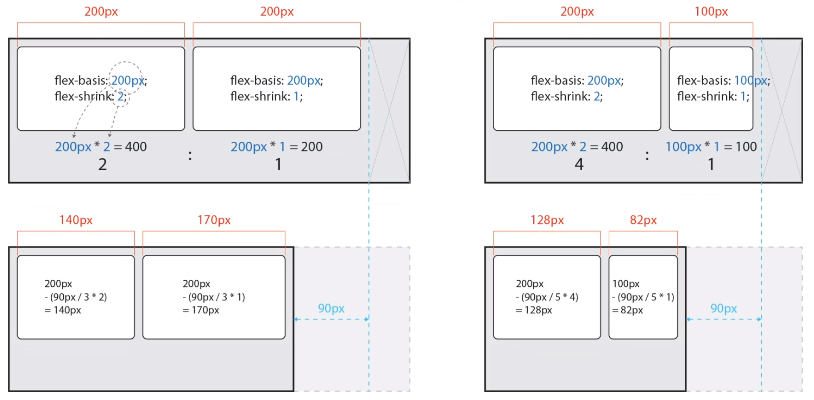 200px
200px
flex-basis: 200px;
flex-shrink: 2;
flex-basis: 200px;
flex-shrink: 1;
200px * 2 = 400
2
:
200px * 1 = 200
1
200px
100px
flex-basis: 200px;
flex-shrink: 2;
flex-basis: 100px;
flex-shrink: 1;
200px * 2 = 400
4
:
100px * 1 = 100
1
140px
170px
200px
- (90px / 3 * 2)
= 140px
200px
- (90px / 3 * 1)
= 170px
90px
128px
82px
200px
- (90px / 5 * 4)
= 128px
100px
- (90px / 5 * 1)
= 82px
90px